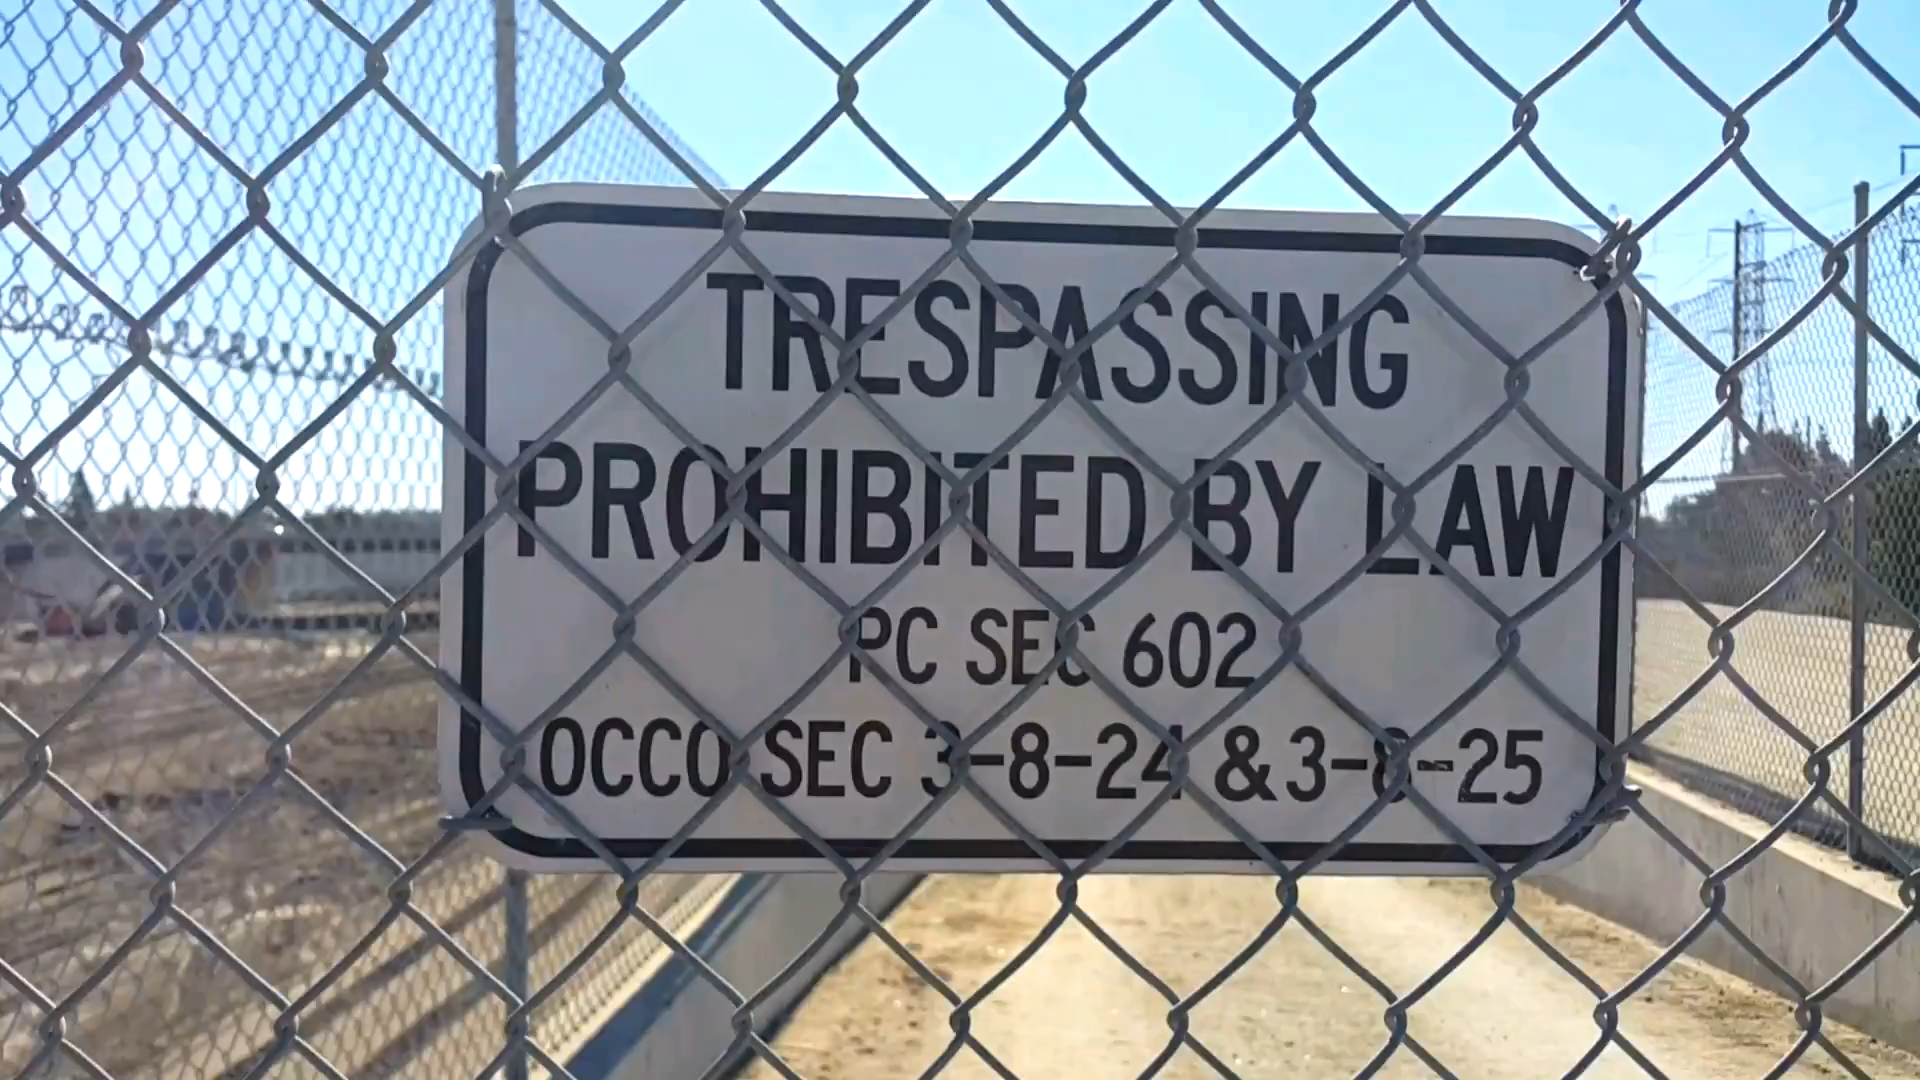 TRESPASSING
PROHIBITED BY LAW
PC SEC 602
OCCO SEC 3-8-24 & 3-8-25